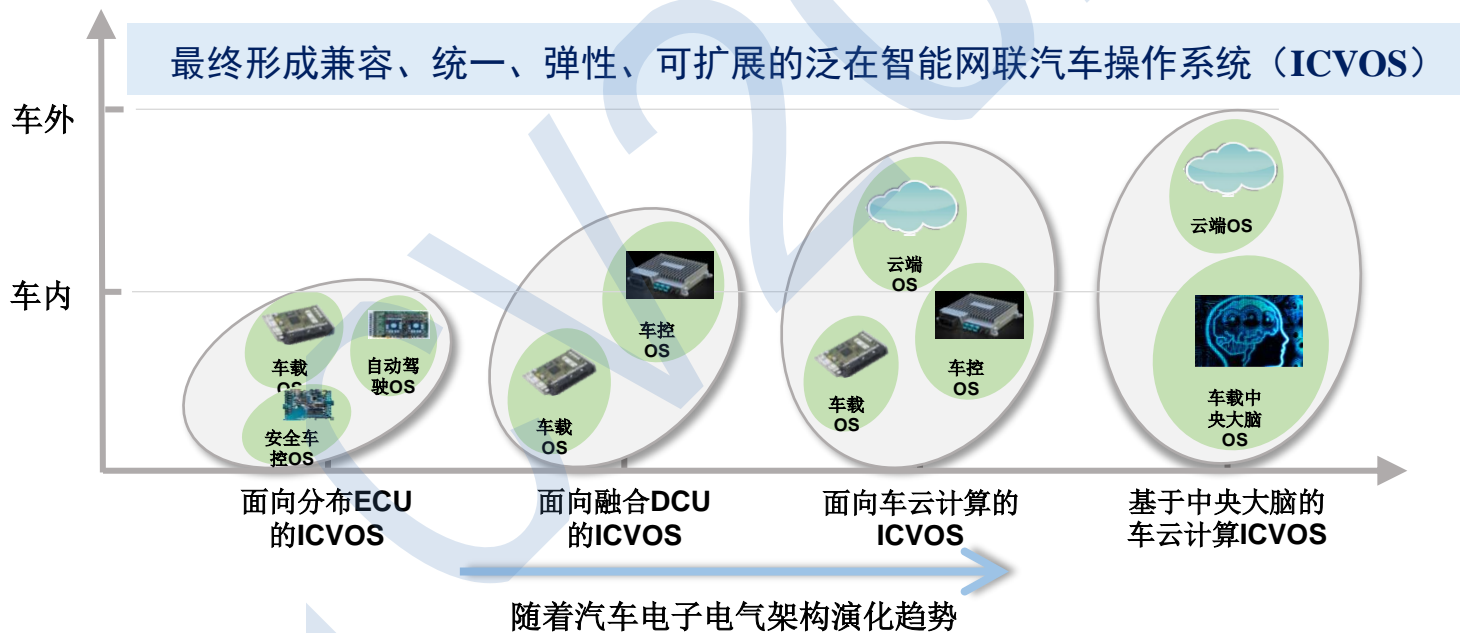 最终形成兼容、统一、弹性、可扩展的泛在智能网联汽车操作系统（ICVOS）
车外
车内
车载
OS
自动驾
驶OS
安全车
控OS
车控
OS
车载
OS
云端
OS
车控
OS
车载
OS
云端OS
车载中
央大脑
OS
面向分布ECU
的ICVOS
面向融合DCU
的ICVOS
面向车云计算的
ICVOS
基于中央大脑的
车云计算ICVOS
随着汽车电子电气架构演化趋势